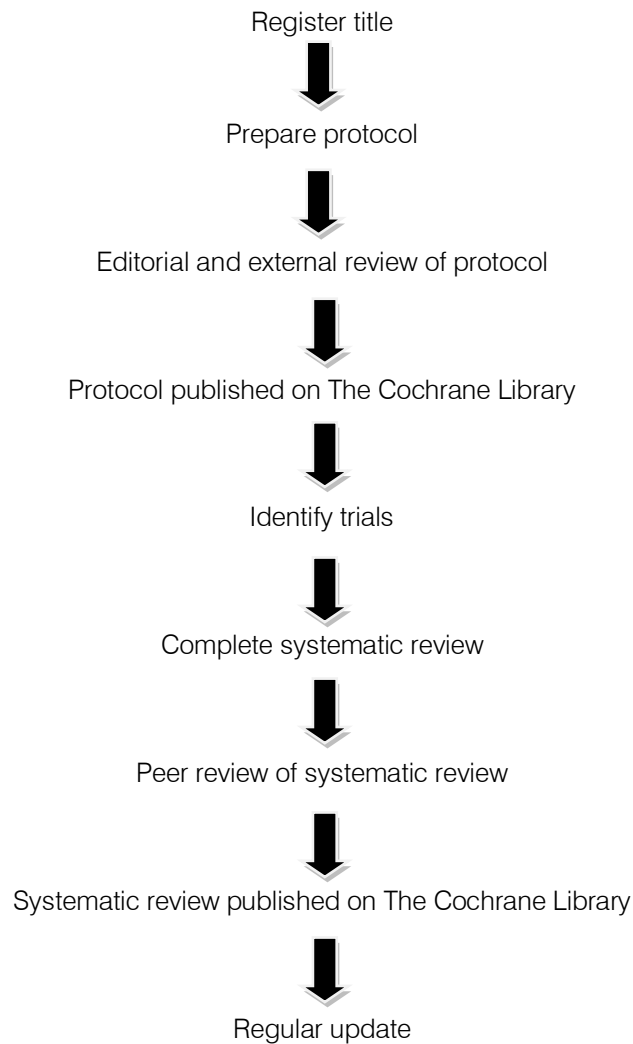 Register title
Prepare protocol
Editorial and external review of protocol
Protocol published on The Cochrane Library
Identify trials
Complete systematic review
Peer review of systematic review
Systematic review published on The Cochrane Library
Regular update